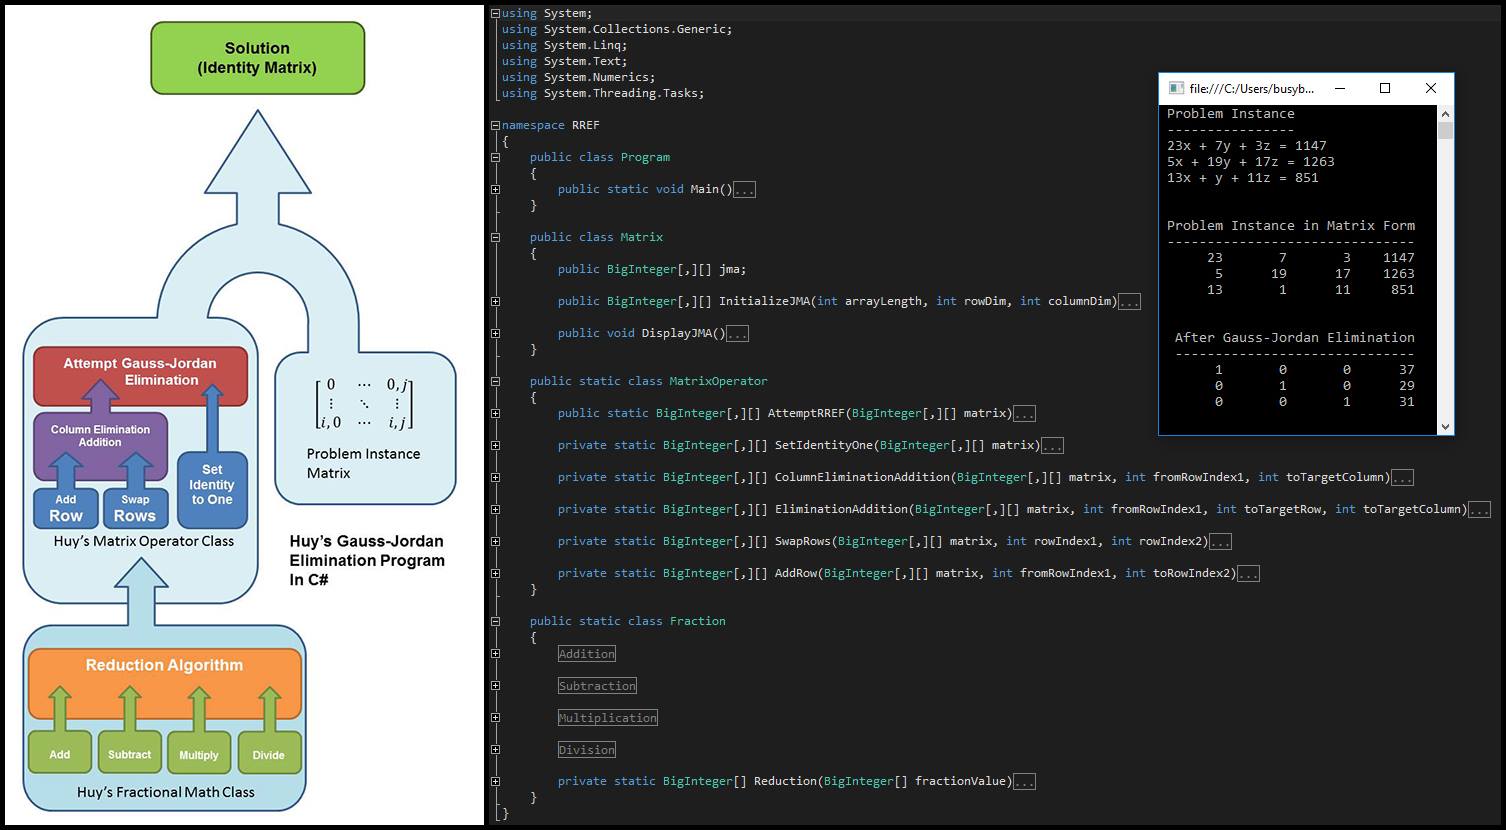 Solution
(Identity Matrix)
Attempt Gauss-Jordan
Elimination
Column Elimination
Addition
Add
Row
Swap
Rows
Set
Identity
to One
Huy's Matrix Operator Class
0 ⋯ 0,j
⋮ ⋱ ⋮
i,0 ⋯ i,j
Problem Instance
Matrix
Huy's Gauss-Jordan
Elimination Program
In C#
Reduction Algorithm
Add
Subtract
Multiply
Divide
Huy's Fractional Math Class
using System;
using System.Collections.Generic;
using System.Linq;
using System.Text;
using System.Numerics;
using System.Threading.Tasks;
namespace RREF
{
public class Program
{
public static void Main()...
}
public class Matrix
{
public BigInteger[,][] jma;
public BigInteger[,][] InitializeJMA(int arrayLength, int rowDim, int columnDim)...
public void DisplayJMA()...
}
public static class MatrixOperator
{
public static BigInteger[,][] AttemptRREF(BigInteger[,][] matrix)...
private static BigInteger[,][] SetIdentityOne(BigInteger[,][] matrix)...
private static BigInteger[,][] ColumnEliminationAddition(BigInteger[,][] matrix, int fromRowIndex1, int toTargetColumn)...
private static BigInteger[,][] EliminationAddition(BigInteger[,][] matrix, int fromRowIndex1, int toTargetRow, int toTargetColumn)...
private static BigInteger[,][] SwapRows(BigInteger[,][] matrix, int rowIndex1, int rowIndex2)...
private static BigInteger[,][] AddRow(BigInteger[,][] matrix, int fromRowIndex1, int toRowIndex2)...
}
public static class Fraction
{
Addition
Subtraction
Multiplication
Division
private static BigInteger[] Reduction(BigInteger[] fractionValue)...
}
}
file:///C:/Users/busyb...
Problem Instance
----------------
23x + 7y + 3z = 1147
5x + 19y + 17z = 1263
13x + y + 11z = 851
Problem Instance in Matrix Form
-------------------------------
23 7 3 1147
5 19 17 1263
13 1 11 851
After Gauss-Jordan Elimination
------------------------------
1 0 0 37
0 1 0 29
0 0 1 31